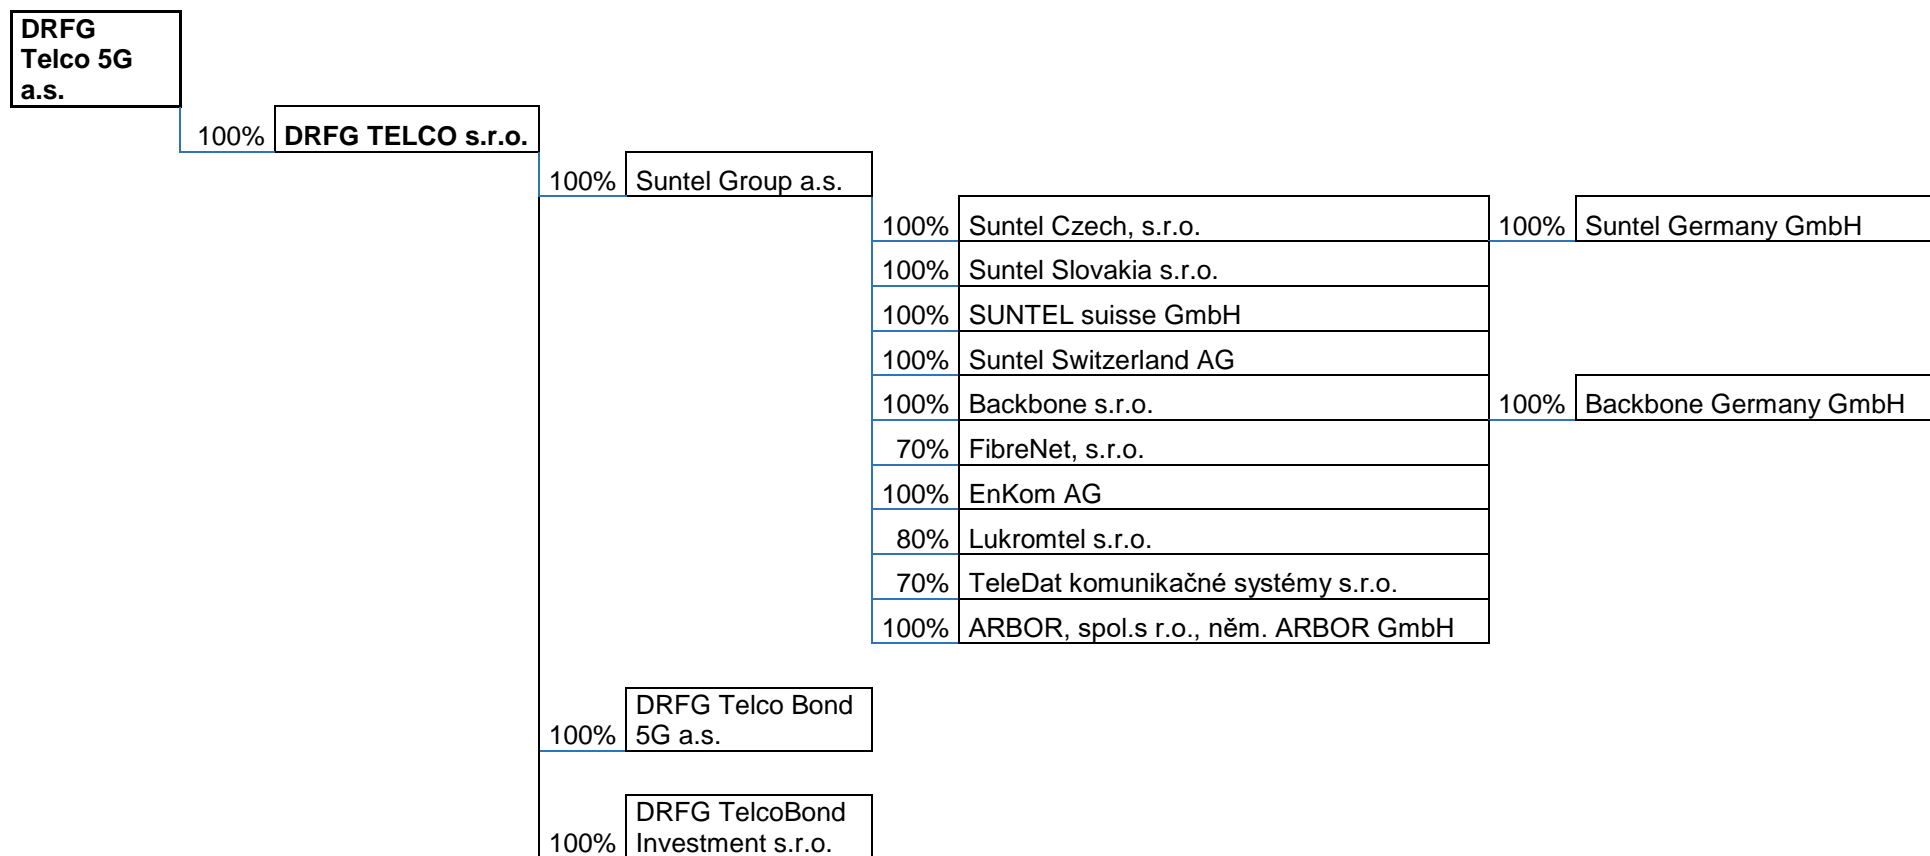 DRFG
Telco 5G
a.s.
100% DRFG TELCO s.r.o.
100% Suntel Group a.s.
100% Suntel Czech, s.r.o. 100% Suntel Germany GmbH
100% Suntel Slovakia s.r.o.
100% SUNTEL suisse GmbH
100% Suntel Switzerland AG
100% Backbone s.r.o. 100% Backbone Germany GmbH
70% FibreNet, s.r.o.
100% EnKom AG
80% Lukromtel s.r.o.
70% TeleDat komunikačné systémy s.r.o.
100% ARBOR, spol.s r.o., něm. ARBOR GmbH
DRFG Telco Bond
100% 5G a.s.
DRFG TelcoBond
100% Investment s.r.o.